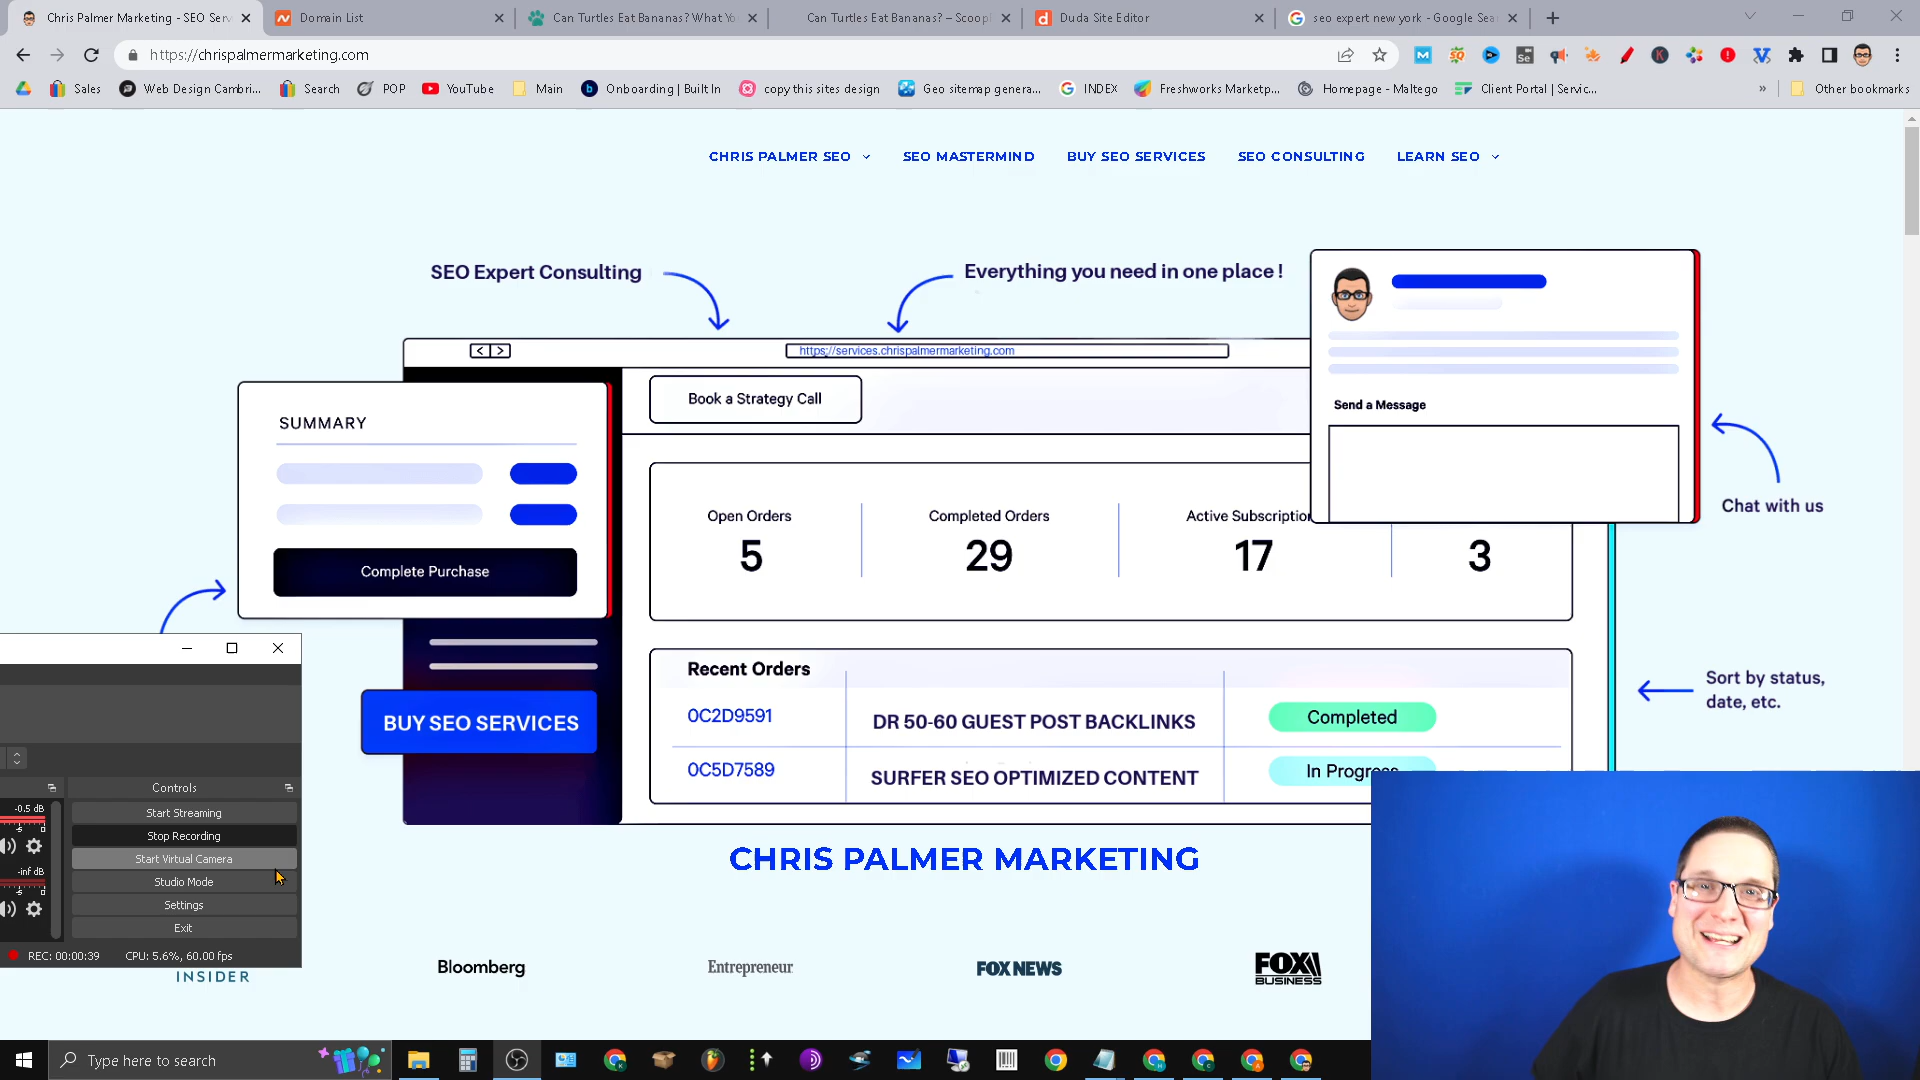 Chris Palmer Marketing - SEO Serv
Domain List
Can Turtles Eat Bananas? What Yo
Can Turtles Eat Bananas? – Scoop
Duda Site Editor
seo expert new york - Google Sea
https://chrispalmermarketing.com
Sales
Web Design Cambri...
Search
POP
YouTube
Main
Onboarding | Built In
copy this sites design
Geo sitemap genera...
INDEX
Freshworks Marketp...
Homepage - Maltego
Client Portal | Servic...
»
Other bookmarks
CHRIS PALMER SEO
SEO MASTERMIND
BUY SEO SERVICES
SEO CONSULTING
LEARN SEO
SEO Expert Consulting
Everything you need in one place !
https://services.chrispalmermarketing.com
Book a Strategy Call
Send a Message
Chat with us
SUMMARY
Complete Purchase
Open Orders
5
Completed Orders
29
Active Subscription
17
3
Recent Orders
0C2D9591
DR 50-60 GUEST POST BACKLINKS
Completed
0C5D7589
SURFER SEO OPTIMIZED CONTENT
In Progress
Sort by status,
date, etc.
BUY SEO SERVICES
Controls
-0.5 dB
Start Streaming
Stop Recording
Start Virtual Camera
-inf dB
Studio Mode
Settings
Exit
REC: 00:00:39
CPU: 5.6%, 60.00 fps
CHRIS PALMER MARKETING
INSIDER
Bloomberg
Entrepreneur
FOX NEWS
FOX
BUSINESS
Type here to search